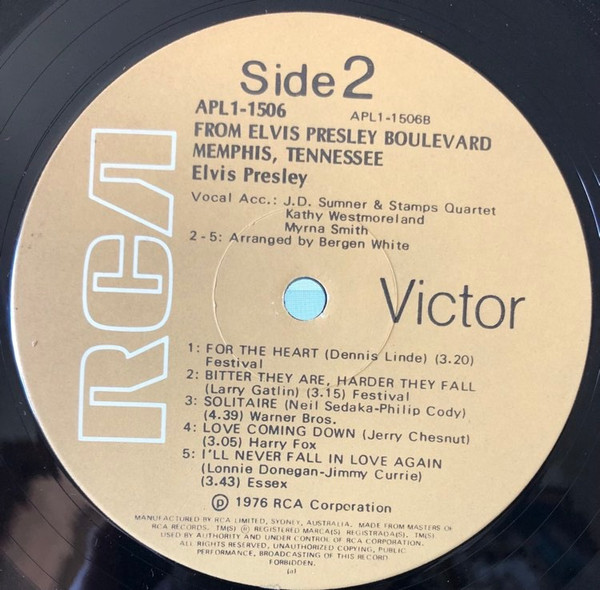 Side 2
APL1-1506 APL1-1506B
FROM ELVIS PRESLEY BOULEVARD
MEMPHIS, TENNESSEE
Elvis Presley
Vocal Acc.: J.D. Sumner & Stamps Quartet
Kathy Westmoreland
Myrna Smith
2-5: Arranged by Bergen White
RCA
Victor
1: FOR THE HEART (Dennis Linde) (3.20)
Festival
2: BITTER THEY ARE, HARDER THEY FALL
(Larry Gatlin) (3.15) Festival
3: SOLITAIRE (Neil Sedaka-Philip Cody)
(4.39) Warner Bros.
4: LOVE COMING DOWN (Jerry Chesnut)
(3.05) Harry Fox
5: I'LL NEVER FALL IN LOVE AGAIN
(Lonnie Donegan-Jimmy Currie)
(3.43) Essex
℗ 1976 RCA Corporation
MANUFACTURED BY RCA LIMITED, SYDNEY, AUSTRALIA. MADE FROM MASTERS OF
RCA RECORDS. TM(S) ® REGISTERED MARCA(S) REGISTRADA(S). TM(S)
USED BY AUTHORITY AND UNDER CONTROL OF RCA CORPORATION.
ALL RIGHTS RESERVED, UNAUTHORIZED COPYING, PUBLIC
PERFORMANCE, BROADCASTING OF THIS RECORD
FORBIDDEN.